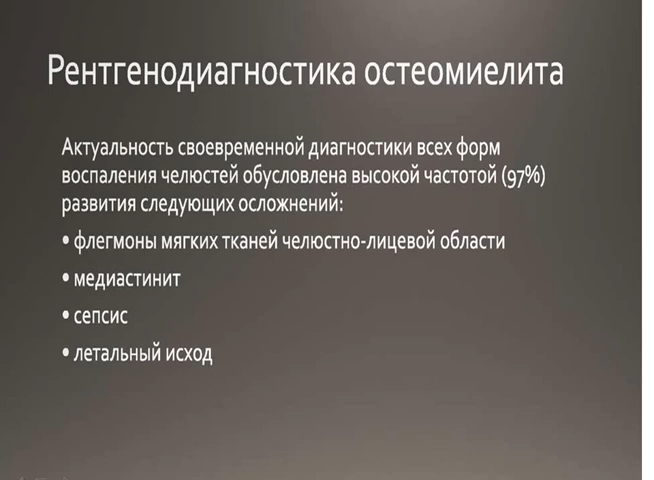 Рентгенодиагностика остеомиелита
Актуальность своевременной диагностики всех форм
воспаления челюстей обусловлена высокой частотой (97%)
развития следующих осложнений:
• флегмоны мягких тканей челюстно-лицевой области
• медиастинит
• сепсис
• летальный исход